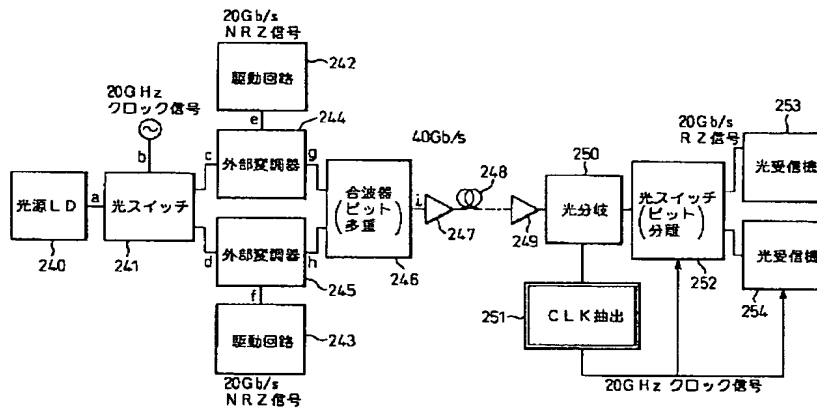 20Gb/s
NRZ信号
駆動回路
242
20GHz
クロック信号
b
e
244
外部変調器
c
g
光源LD
240
a
光スイッチ
241
d
外部変調器
h
245
f
駆動回路
243
20Gb/s
NRZ信号
合波器
(ビット
多重)
246
40Gb/s
i
247
248
249
250
光分岐
251
CLK抽出
光スイッチ
(ビット
分離)
252
20Gb/s
RZ信号
253
光受信機
光受信機
254
20GHz クロック信号